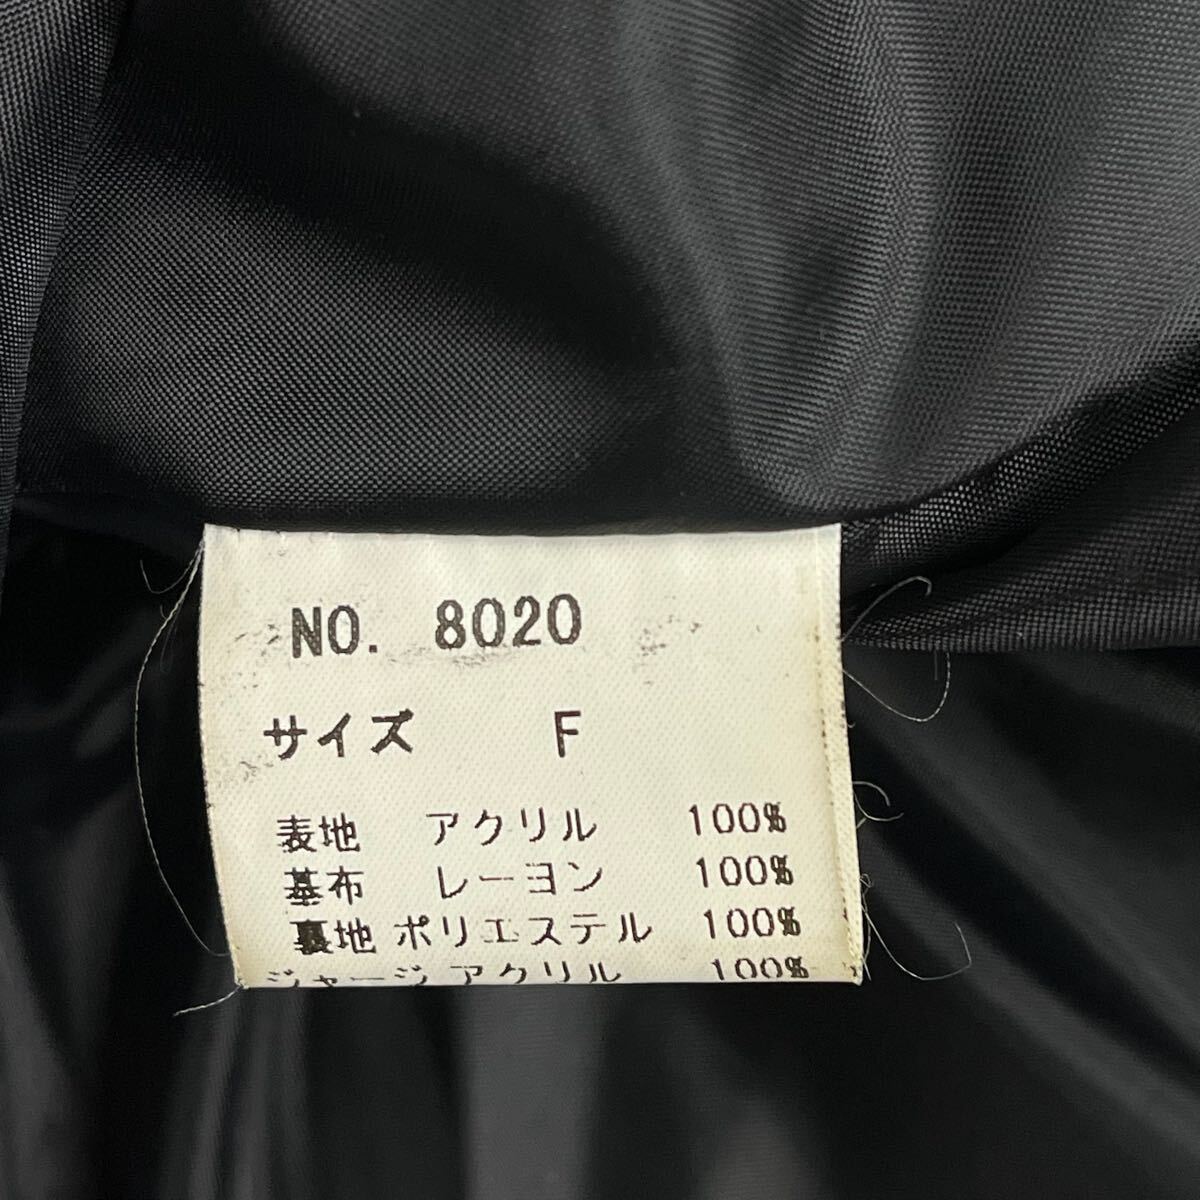 NO. 8020
サイズ F
表地 アクリル 100%
基布 レーヨン 100%
裏地 ポリエステル 100%
ジャージ アクリル 100%